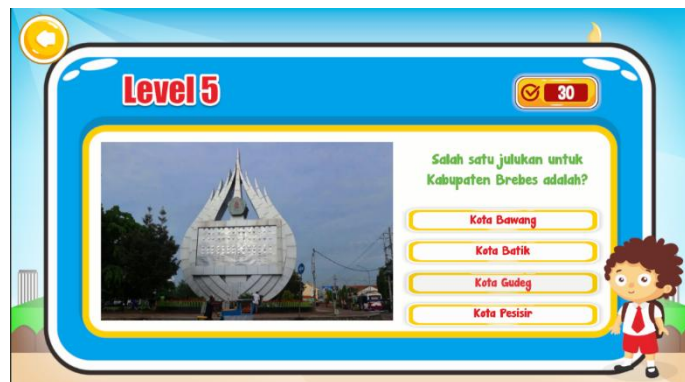 Level 5
30
Salah satu julukan untuk
Kabupaten Brebes adalah?
Kota Bawang
Kota Batik
Kota Gudeg
Kota Pesisir